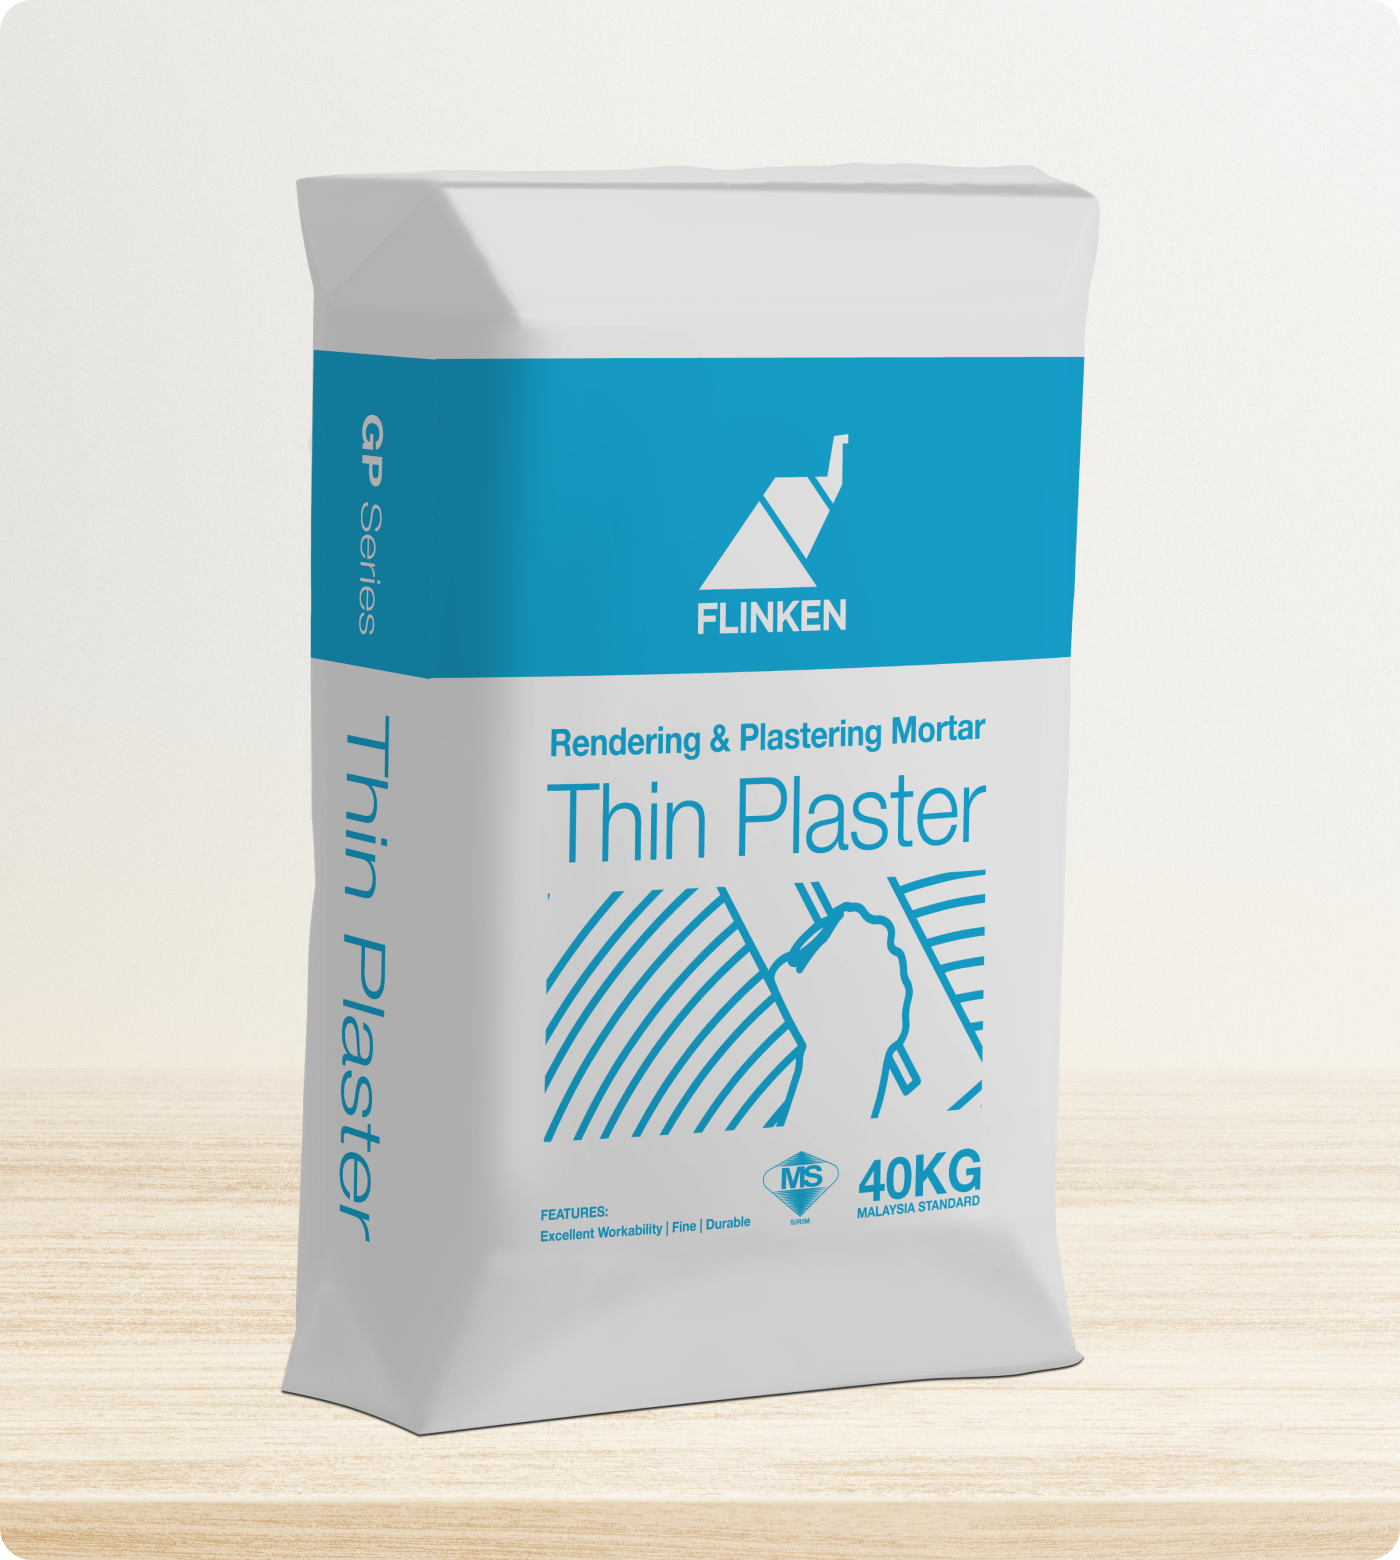 GP Series
Thin Plaster
FLINKEN
Rendering & Plastering Mortar
Thin Plaster
FEATURES:
Excellent Workability | Fine | Durable
MS
SIRIM
40KG
MALAYSIA STANDARD